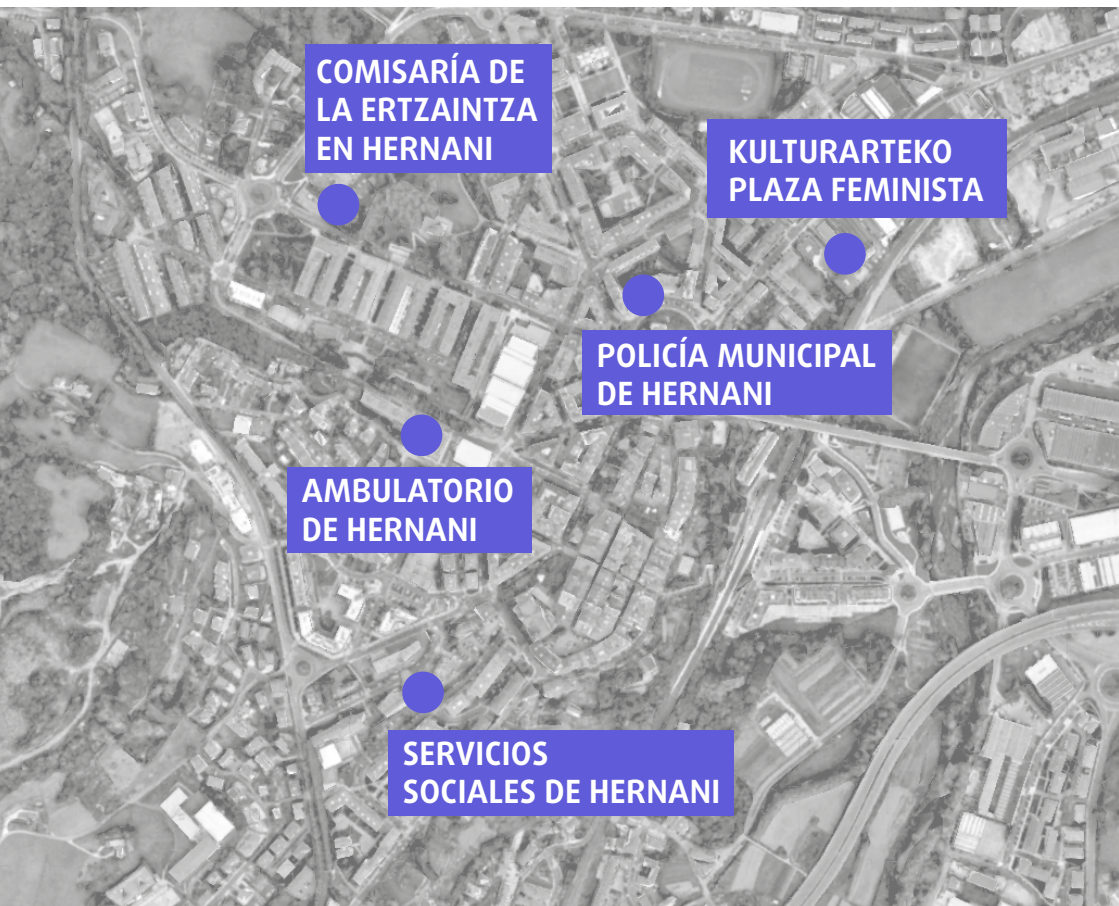 COMISARÍA DE
LA ERTZAINTZA
EN HERNANI
KULTURARTEKO
PLAZA FEMINISTA
POLICÍA MUNICIPAL
DE HERNANI
AMBULATORIO
DE HERNANI
SERVICIOS
SOCIALES DE HERNANI